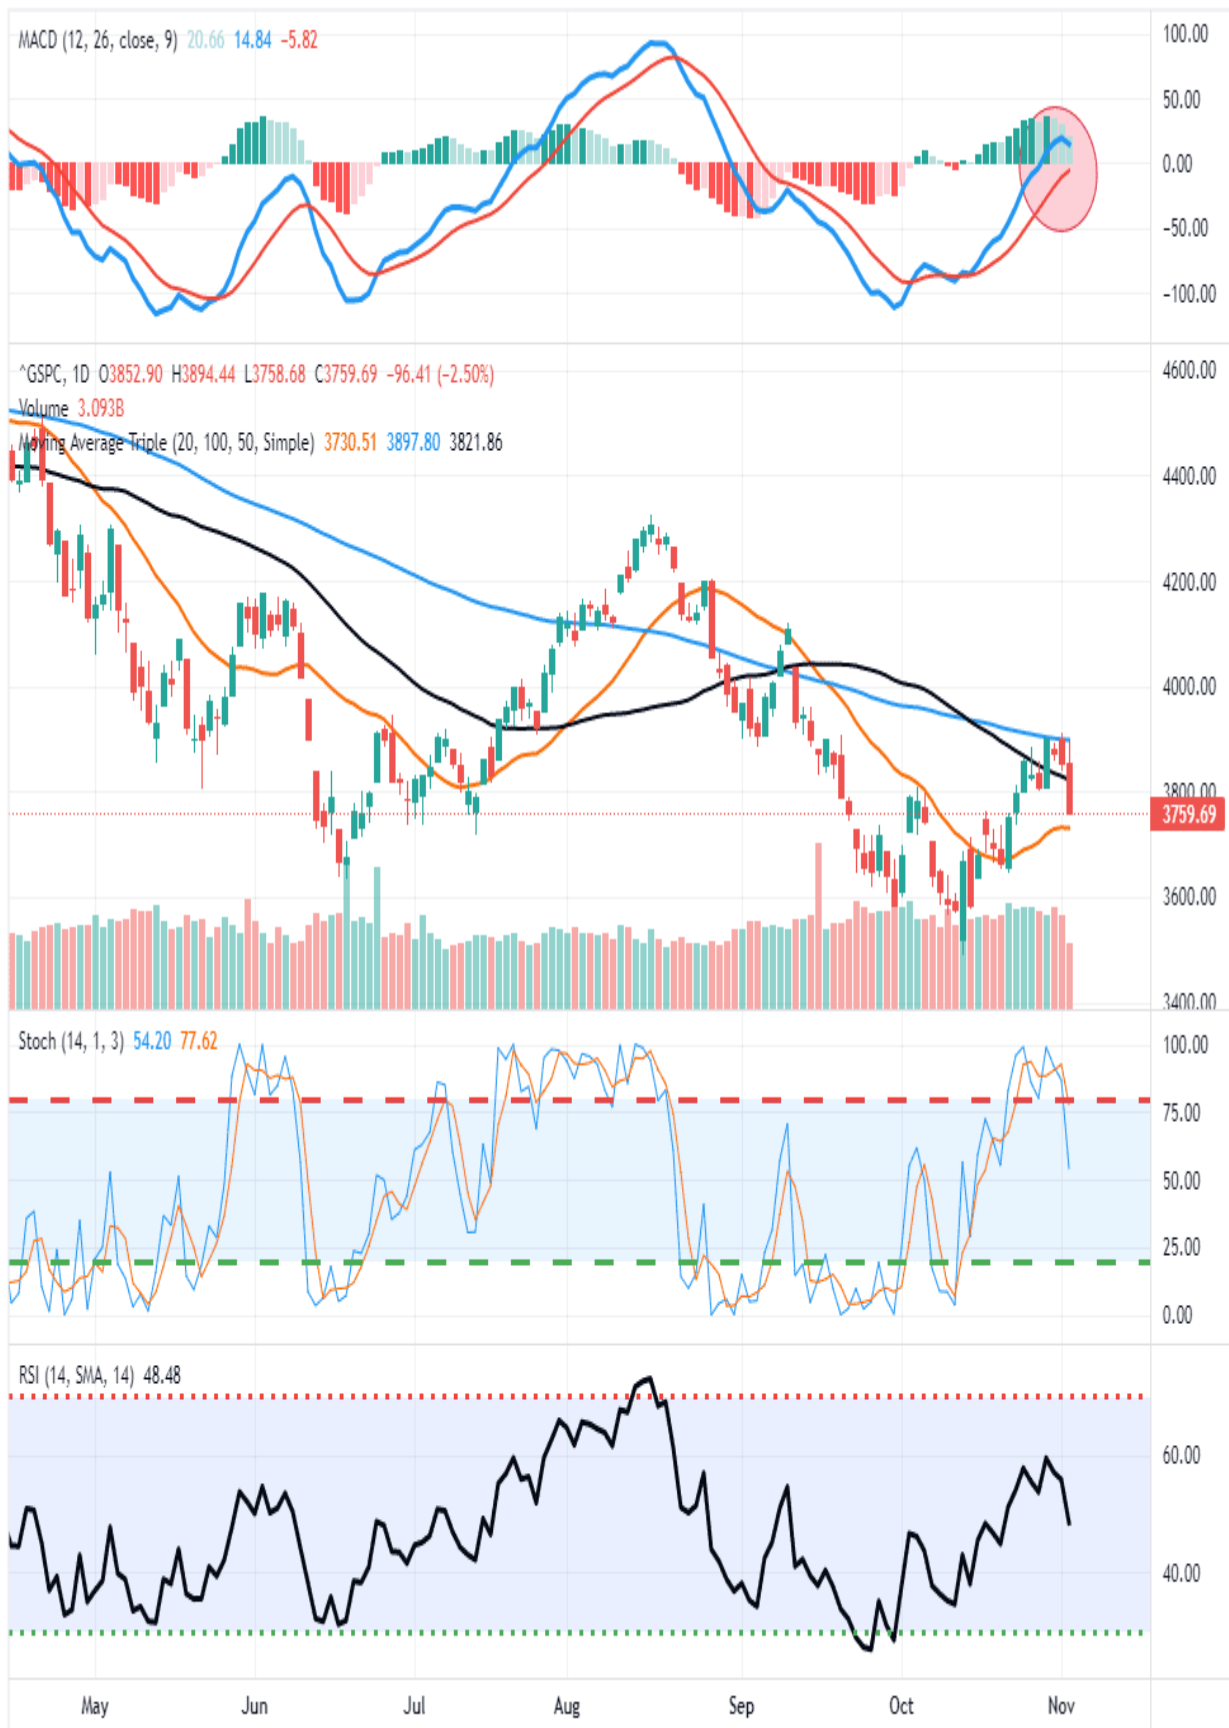 MACD (12, 26, close, 9) 20.66 14.84 −5.82
100.00
50.00
0.00
−50.00
−100.00
^GSPC, 1D O3852.90 H3894.44 L3758.68 C3759.69 −96.41 (−2.50%)
Volume 3.093B
Moving Average Triple (20, 100, 50, Simple) 3730.51 3897.80 3821.86
4600.00
4400.00
4200.00
4000.00
3800.00
3759.69
3600.00
3400.00
Stoch (14, 1, 3) 54.20 77.62
100.00
75.00
50.00
25.00
0.00
RSI (14, SMA, 14) 48.48
60.00
40.00
May Jun Jul Aug Sep Oct Nov